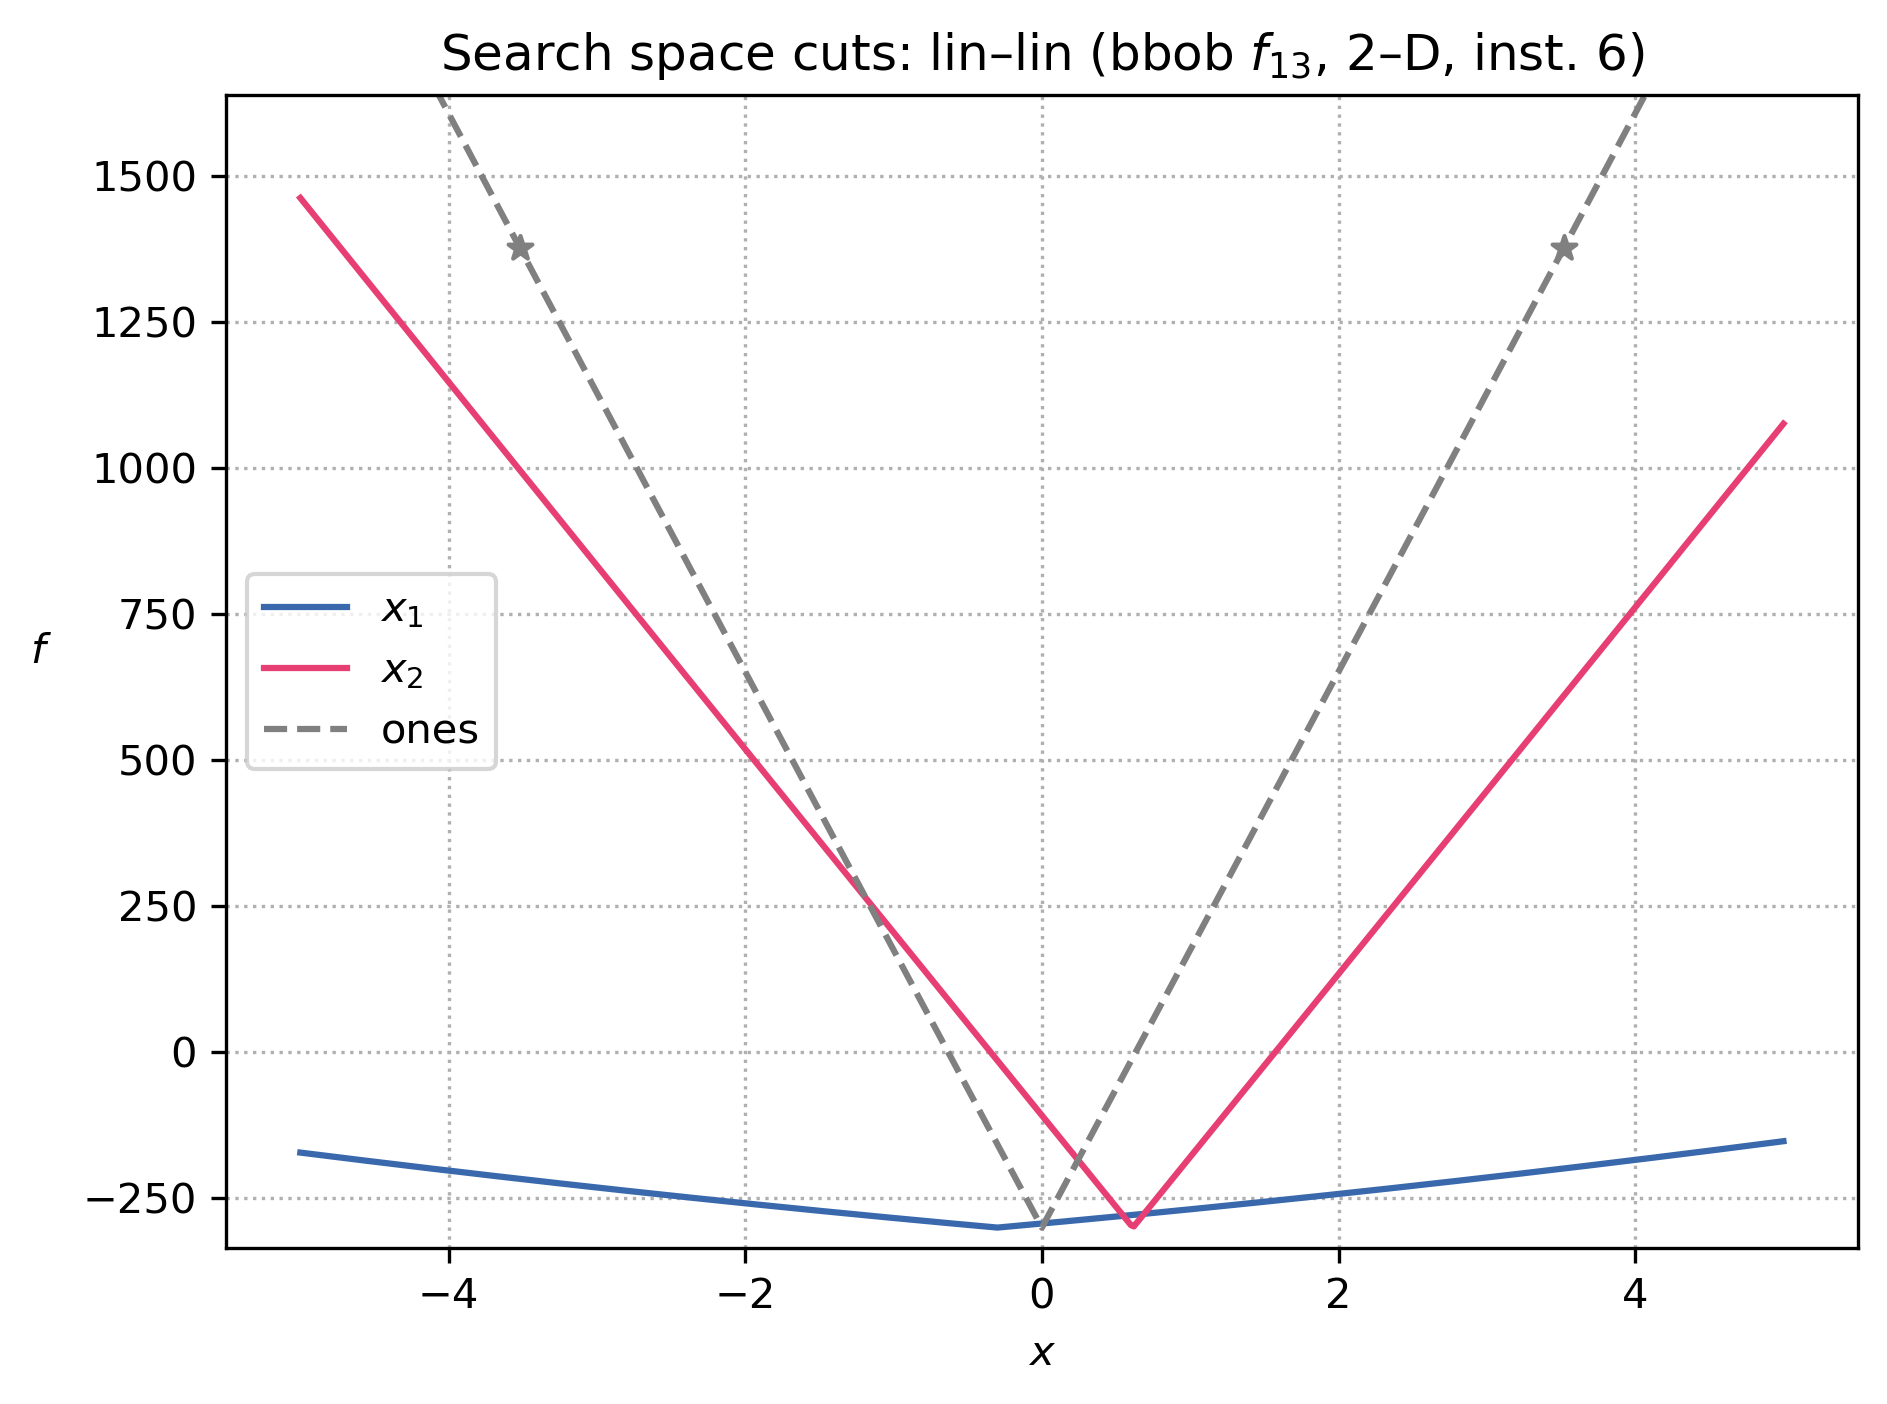 Search space cuts: lin–lin (bbob f₁₃, 2–D, inst. 6)
1500
1250
1000
750
500
250
0
−250
f
x₁
x₂
ones
−4 −2 0 2 4
x